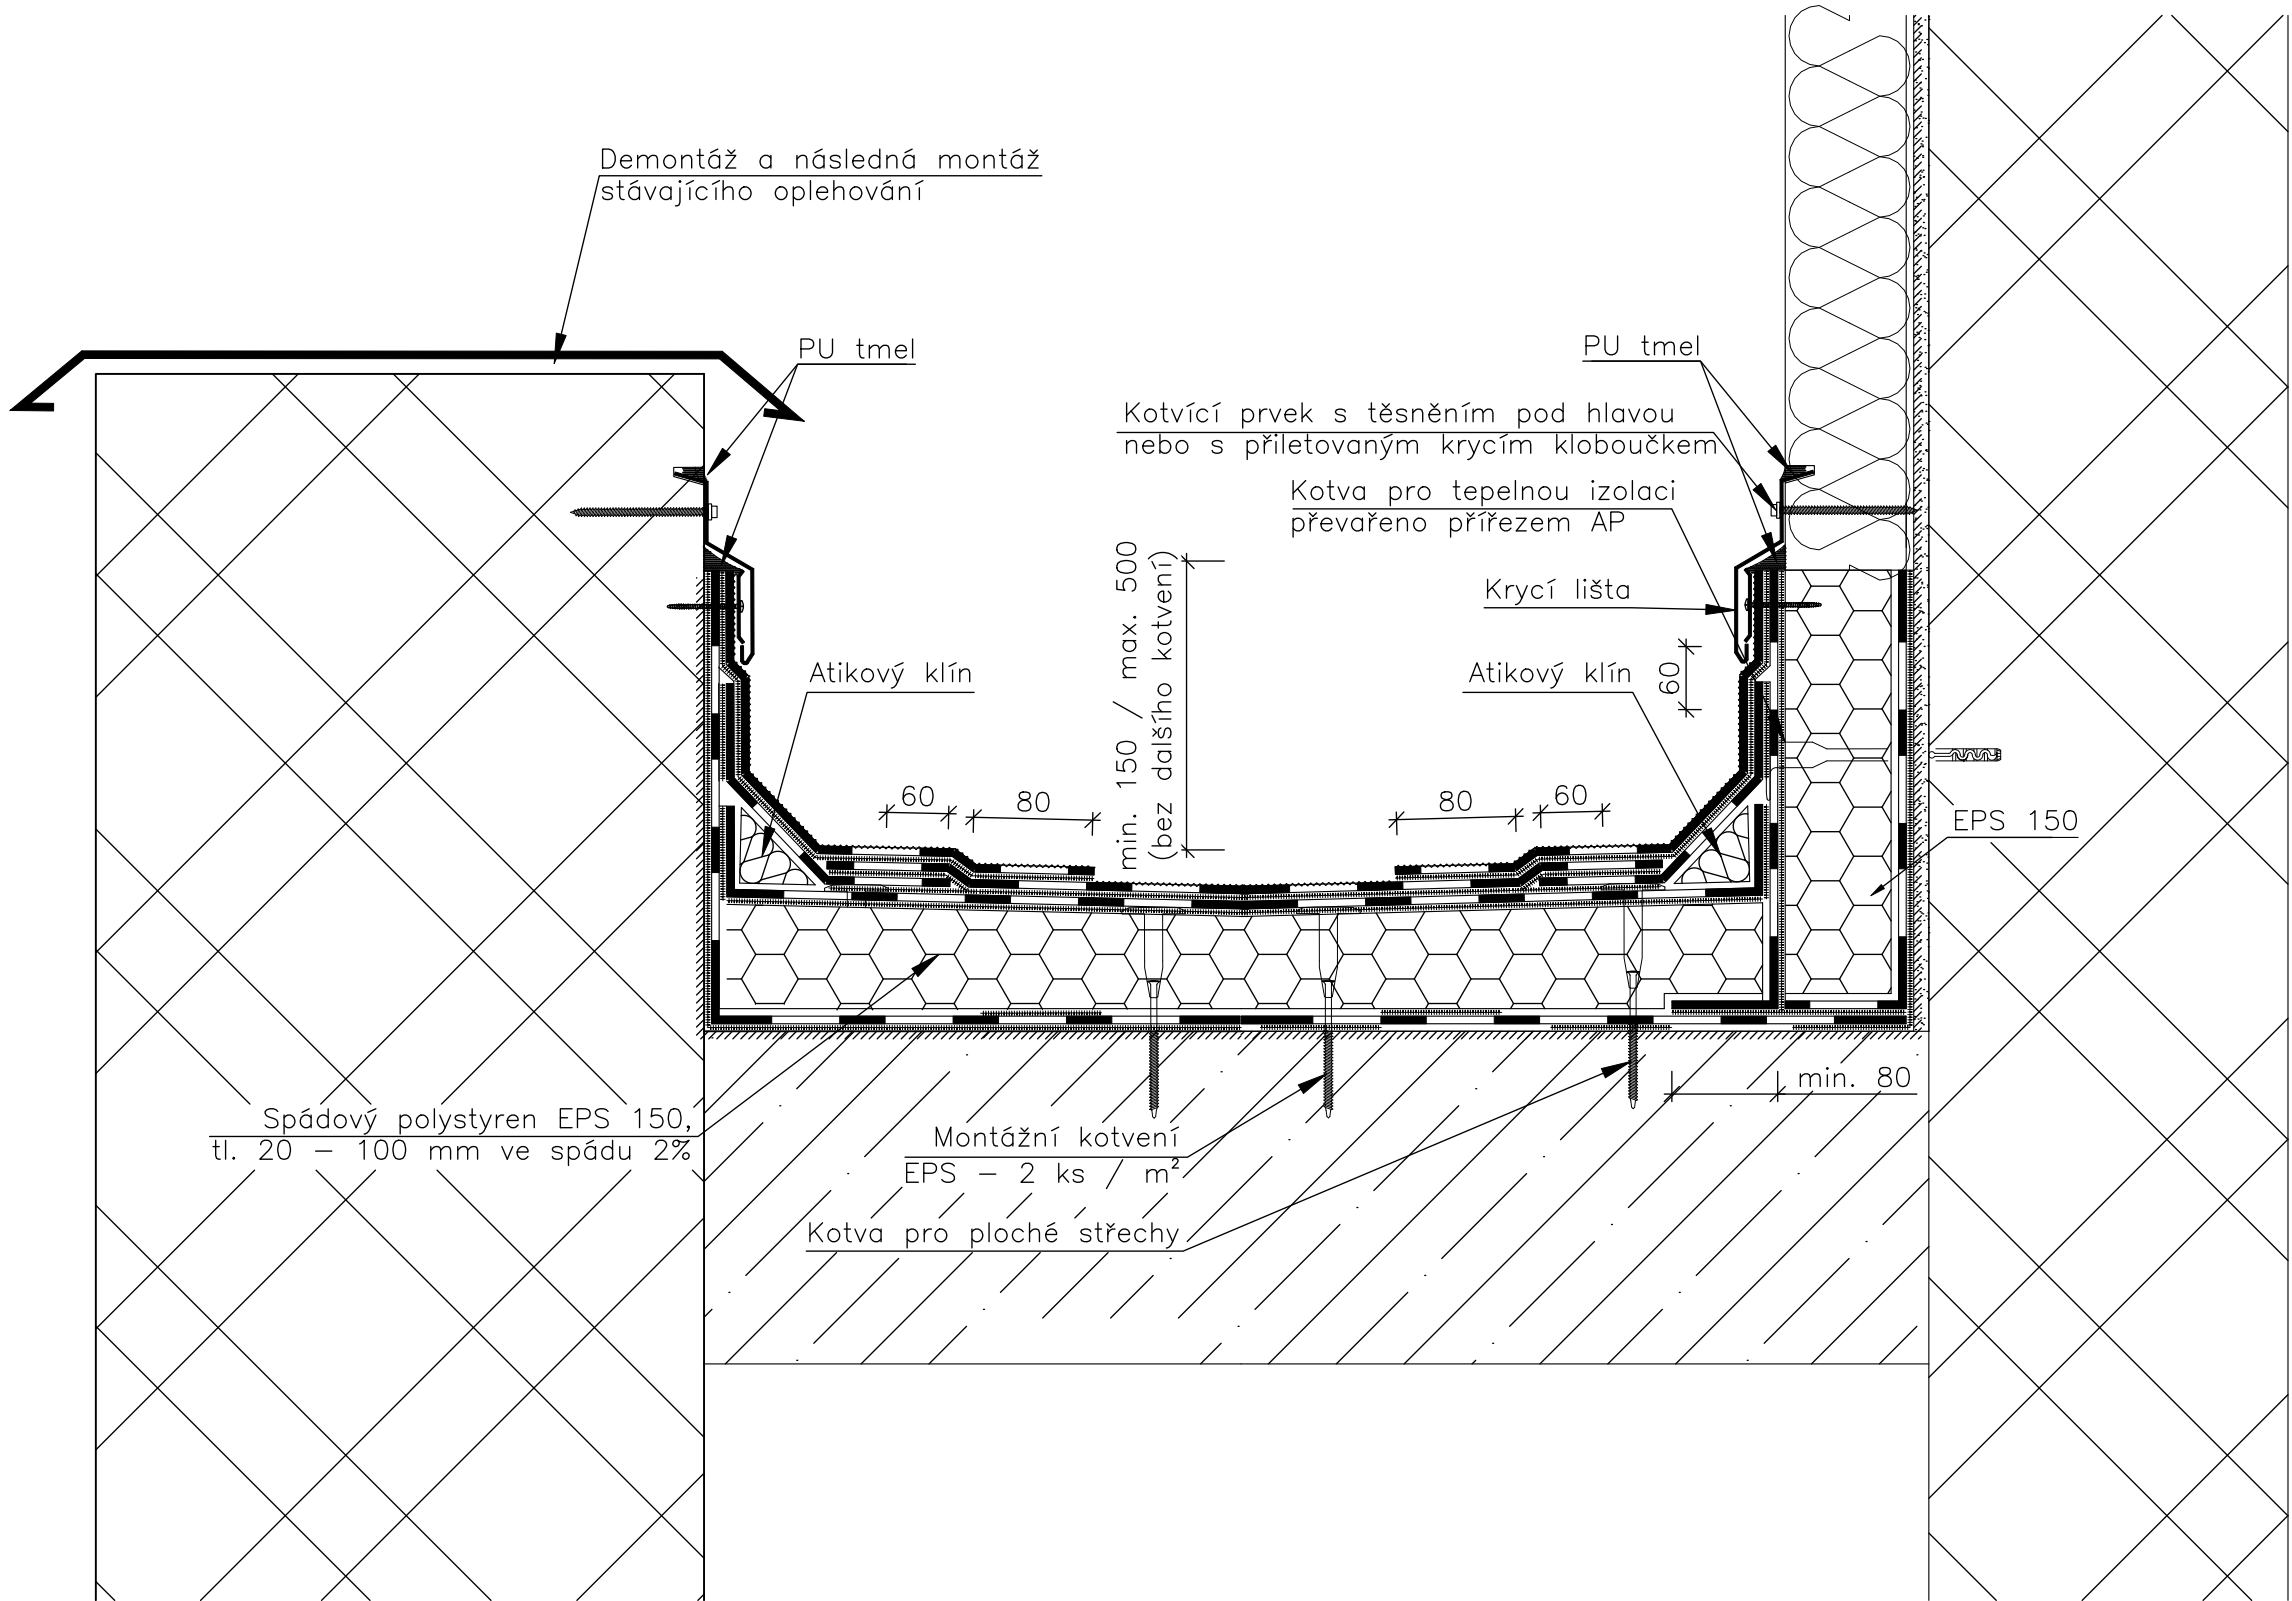 Demontáž a následná montáž
stávajícího oplehování
PU tmel
PU tmel
Kotvící prvek s těsněním pod hlavou
nebo s přiletovaným krycím kloboučkem
Kotva pro tepelnou izolaci
převařeno přířezem AP
Krycí lišta
min. 150 / max. 500
(bez dalšího kotvení)
Atikový klín
Atikový klín
60
60
80
80
60
EPS 150
min. 80
Spádový polystyren EPS 150,
tl. 20 – 100 mm ve spádu 2%
Montážní kotvení
EPS – 2 ks / m²
Kotva pro ploché střechy